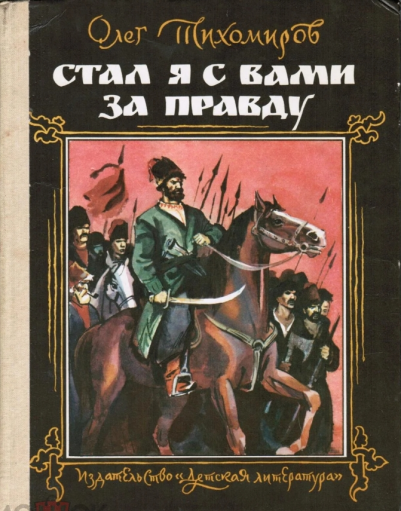 Олег Тихомиров
СТАЛ Я С ВАМИ
ЗА ПРАВДУ
Издательство «Детская литература»